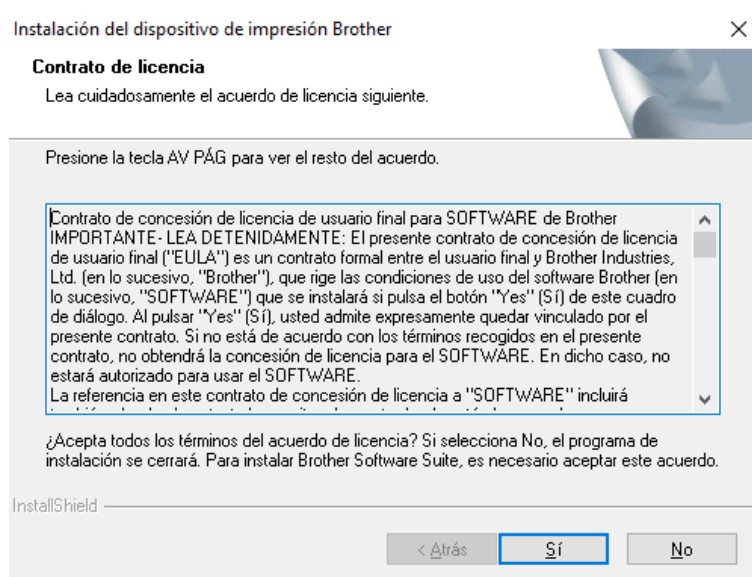 Instalación del dispositivo de impresión Brother
Contrato de licencia
Lea cuidadosamente el acuerdo de licencia siguiente.
Presione la tecla AV PÁG para ver el resto del acuerdo.
Contrato de concesión de licencia de usuario final para SOFTWARE de Brother
IMPORTANTE- LEA DETENIDAMENTE: El presente contrato de concesión de licencia
de usuario final ("EULA") es un contrato formal entre el usuario final y Brother Industries,
Ltd. (en lo sucesivo, "Brother"), que rige las condiciones de uso del software Brother (en
lo sucesivo, "SOFTWARE") que se instalará si pulsa el botón "Yes" (Sí) de este cuadro
de diálogo. Al pulsar "Yes" (Sí), usted admite expresamente quedar vinculado por el
presente contrato. Si no está de acuerdo con los términos recogidos en el presente
contrato, no obtendrá la concesión de licencia para el SOFTWARE. En dicho caso, no
estará autorizado para usar el SOFTWARE.
La referencia en este contrato de concesión de licencia a "SOFTWARE" incluirá
¿Acepta todos los términos del acuerdo de licencia? Si selecciona No, el programa de
instalación se cerrará. Para instalar Brother Software Suite, es necesario aceptar este acuerdo.
InstallShield
< Atrás
Sí
No